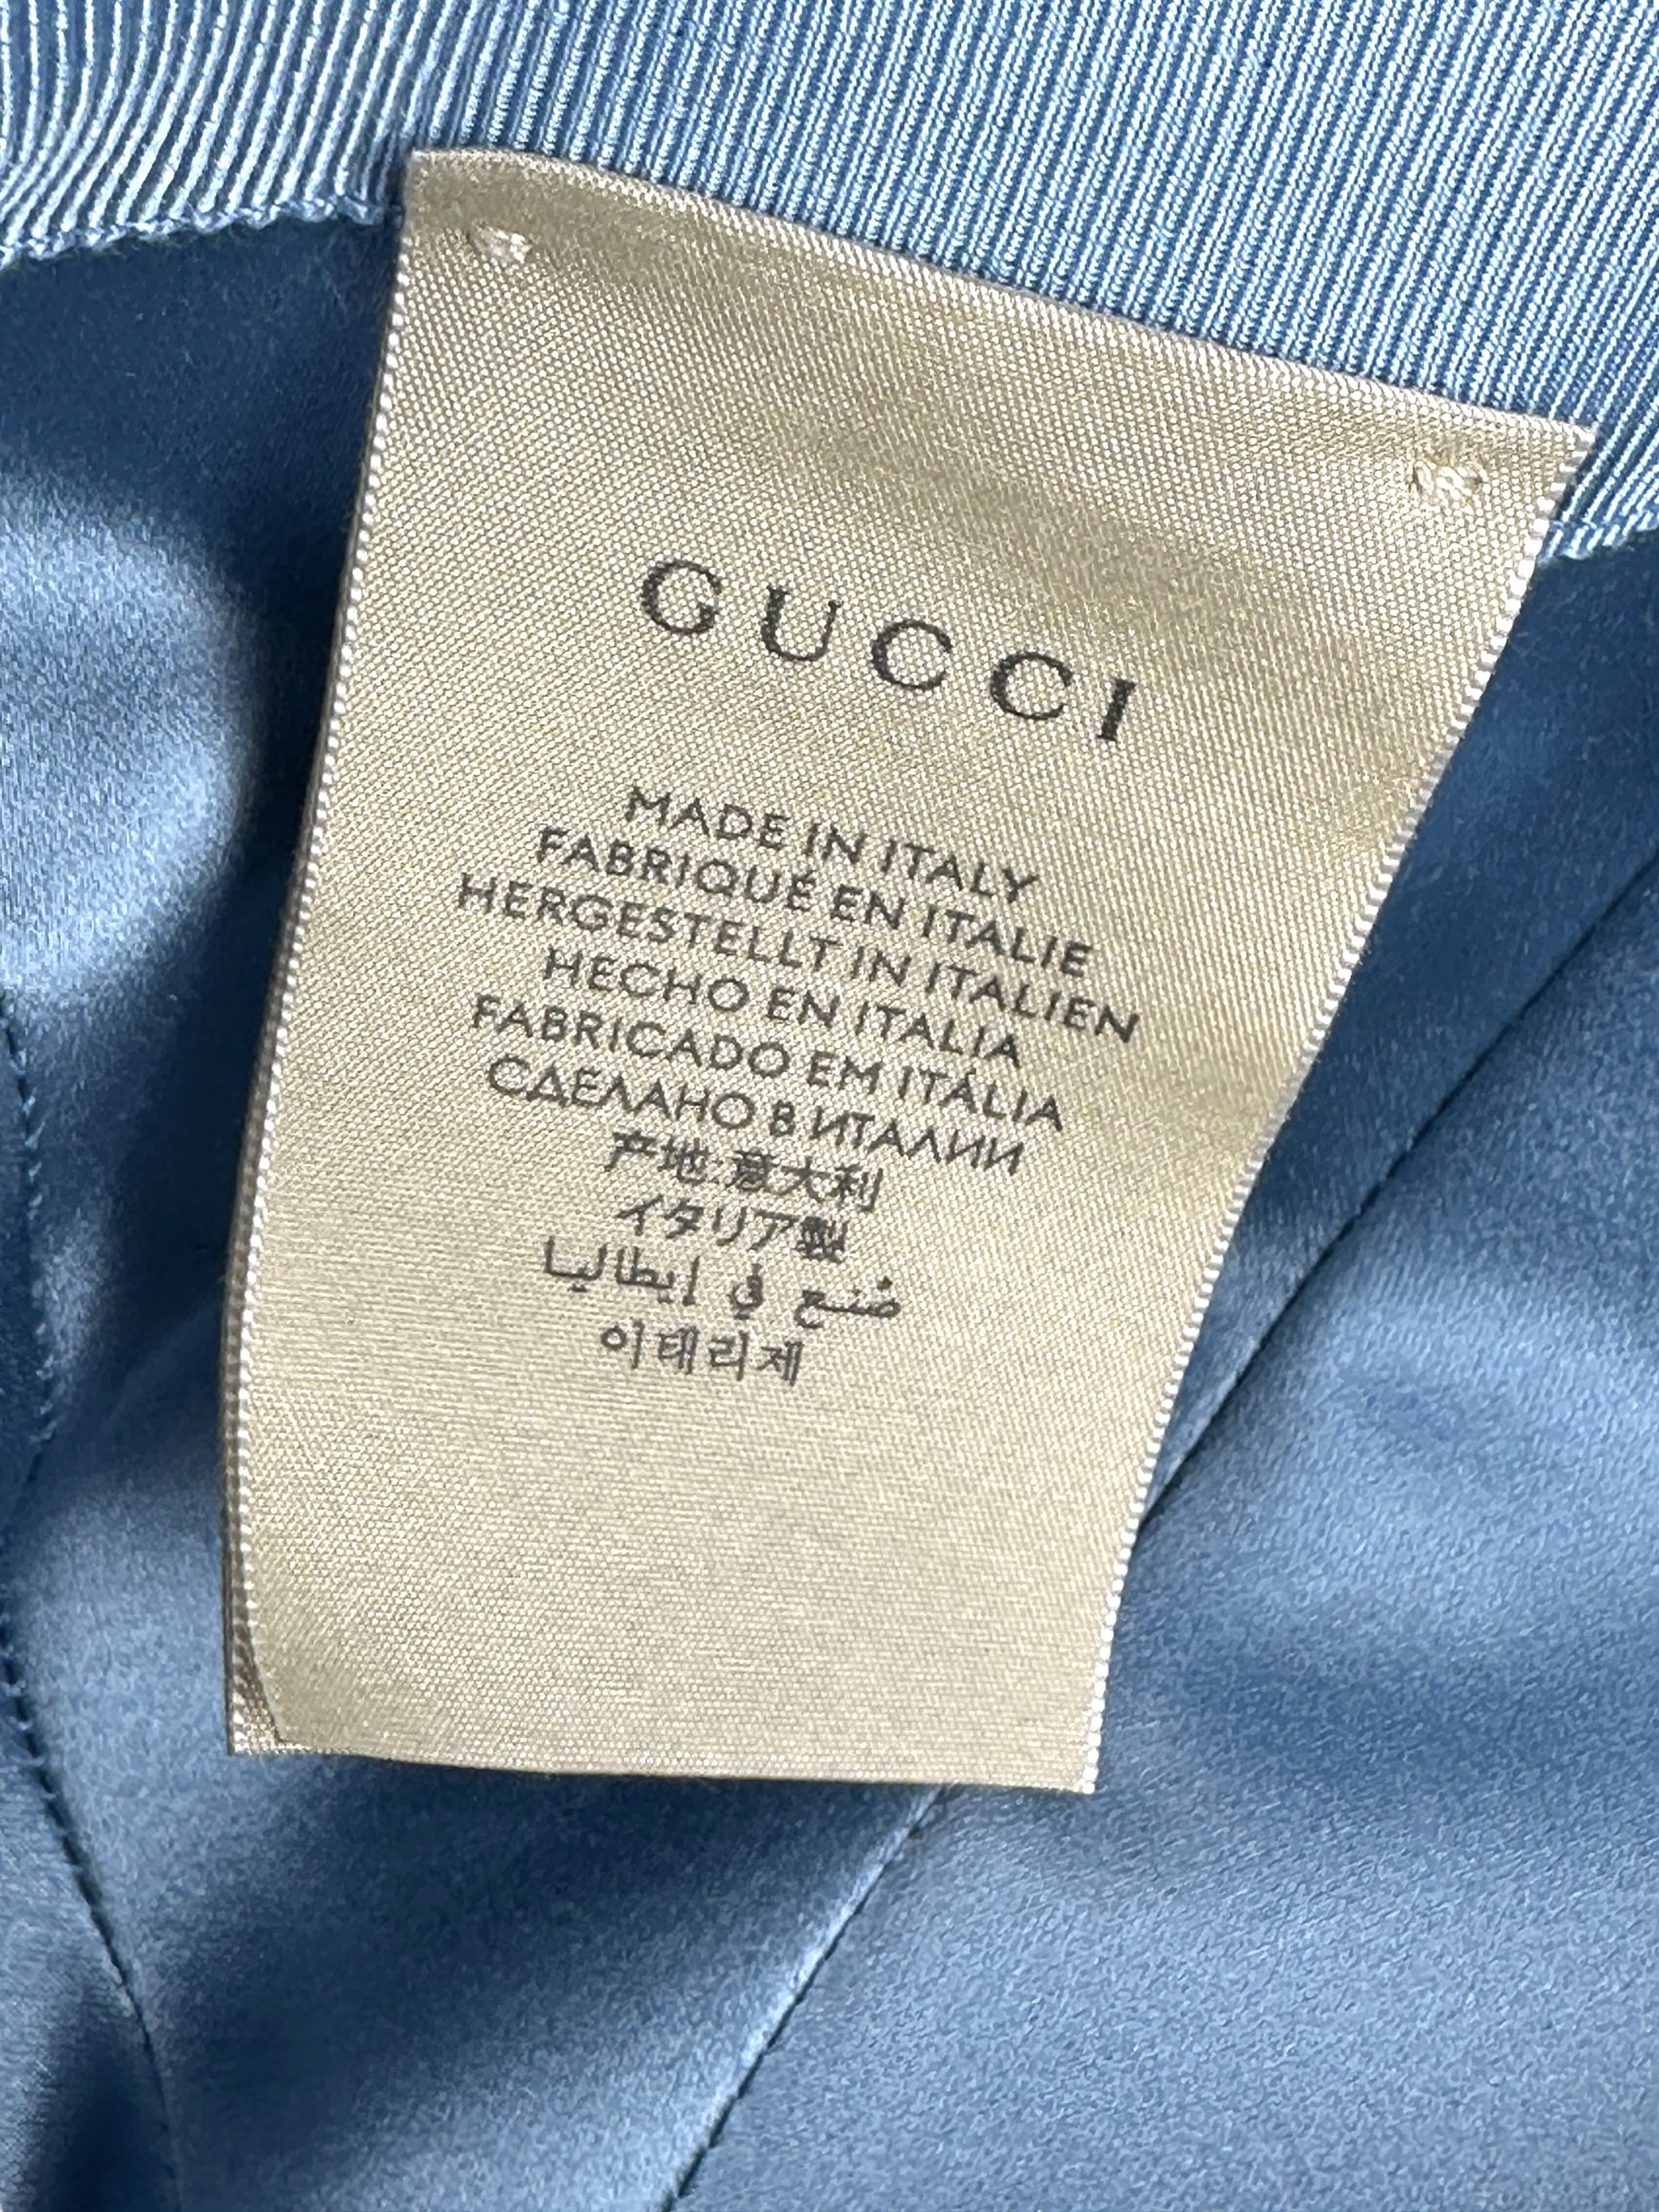 GUCCI
MADE IN ITALY
FABRIQUÉ EN ITALIE
HERGESTELLT IN ITALIEN
HECHO EN ITALIA
FABRICADO EM ITÁLIA
СДЕЛАНО В ИТАЛИИ
产地:意大利
イタリア製
صُنع في إيطاليا
이태리제